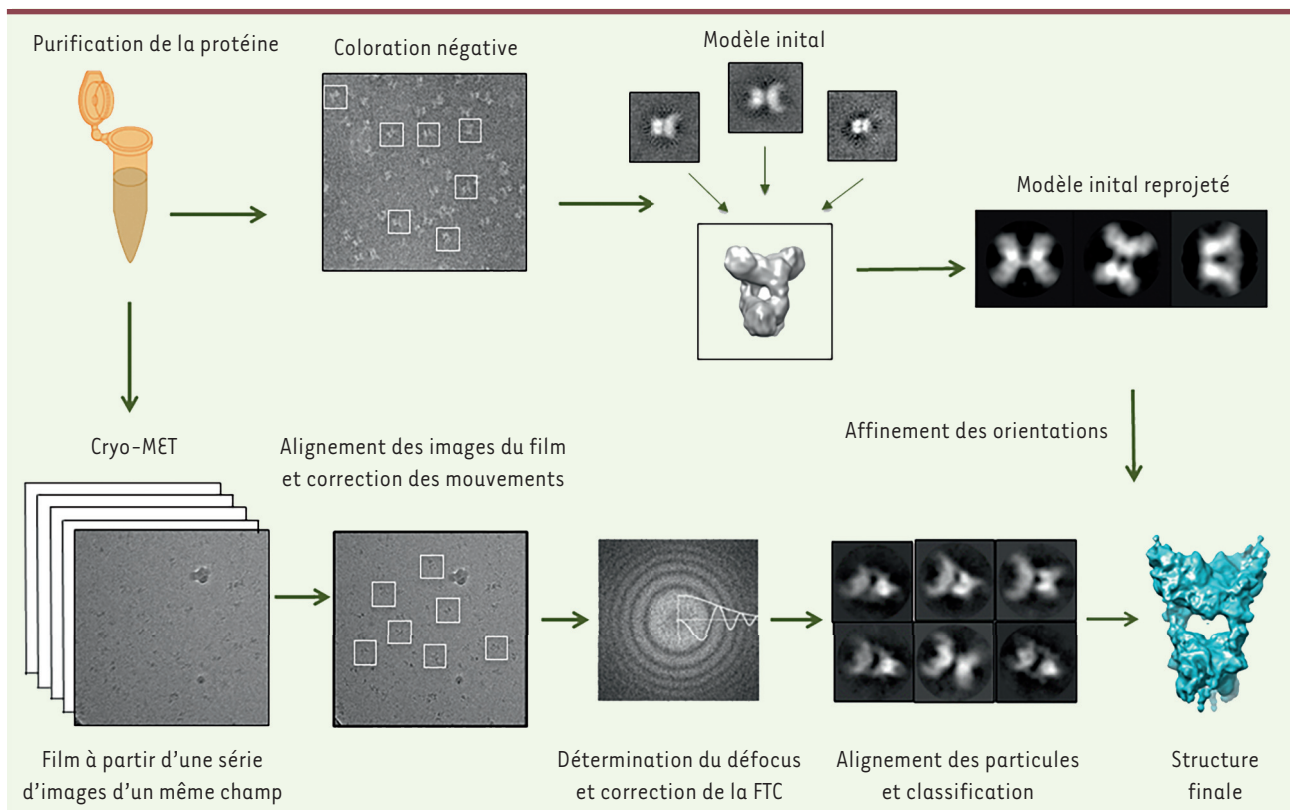 Purification de la protéine
Coloration négative
Modèle inital
Modèle inital reprojeté
Affinement des orientations
Cryo-MET
Alignement des images du film
et correction des mouvements
Film à partir d'une série
d'images d'un même champ
Détermination du défocus
et correction de la FTC
Alignement des particules
et classification
Structure
finale